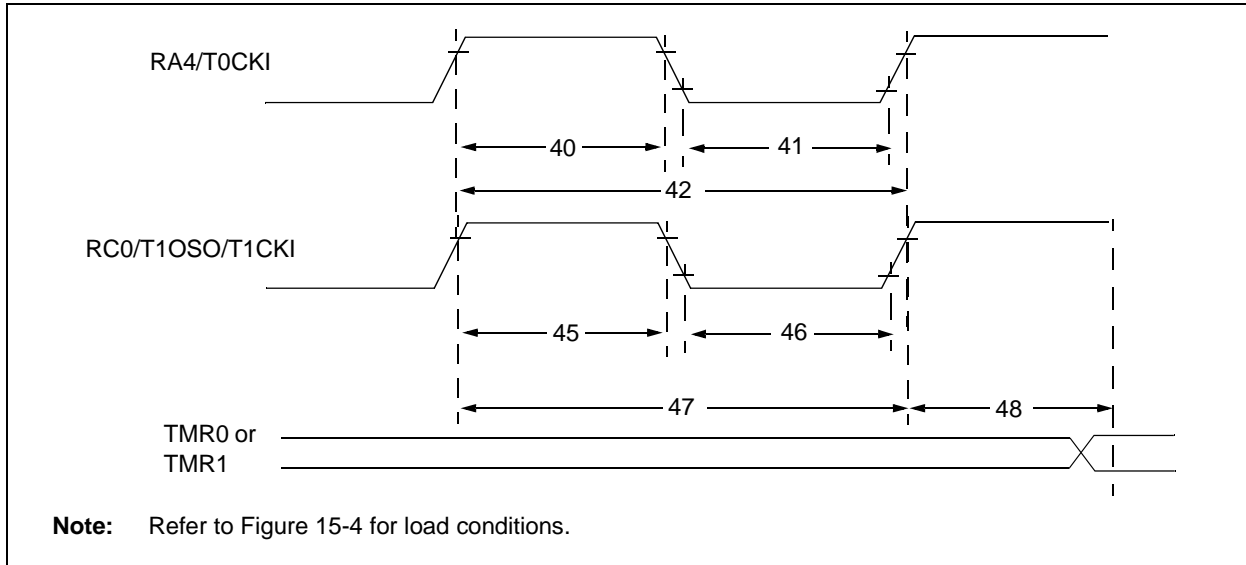 RA4/T0CKI
40
41
42
RC0/T1OSO/T1CKI
45
46
47
48
TMR0 or
TMR1
Note: Refer to Figure 15-4 for load conditions.